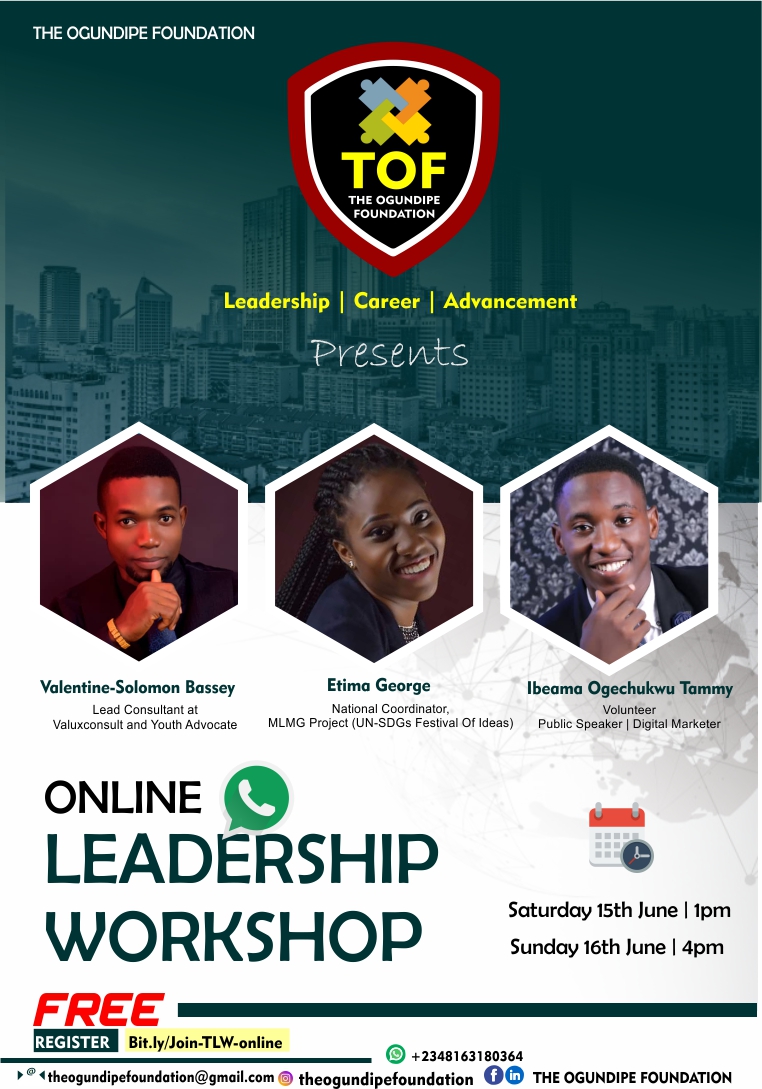 THE OGUNDIPE FOUNDATION
TOF
THE OGUNDIPE
FOUNDATION
Leadership | Career | Advancement
Presents
Valentine-Solomon Bassey
Lead Consultant at
Valuxconsult and Youth Advocate
Etima George
National Coordinator,
MLMG Project (UN-SDGs Festival Of Ideas)
Ibeama Ogechukwu Tammy
Volunteer
Public Speaker | Digital Marketer
ONLINE
LEADERSHIP
WORKSHOP
Saturday 15th June | 1pm
Sunday 16th June | 4pm
FREE
REGISTER Bit.ly/Join-TLW-online
+2348163180364
@ theogundipefoundation@gmail.com theogundipefoundation f in THE OGUNDIPE FOUNDATION